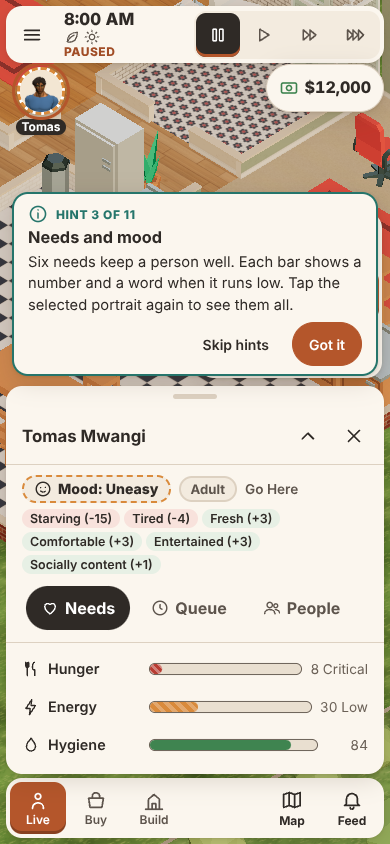 8:00 AM
PAUSED
$12,000
Tomas
HINT 3 OF 11
Needs and mood
Six needs keep a person well. Each bar shows a
number and a word when it runs low. Tap the
selected portrait again to see them all.
Skip hints
Got it
Tomas Mwangi
Mood: Uneasy
Adult
Go Here
Starving (-15)
Tired (-4)
Fresh (+3)
Comfortable (+3)
Entertained (+3)
Socially content (+1)
Needs
Queue
People
Hunger
8 Critical
Energy
30 Low
Hygiene
84
Live
Buy
Build
Map
Feed